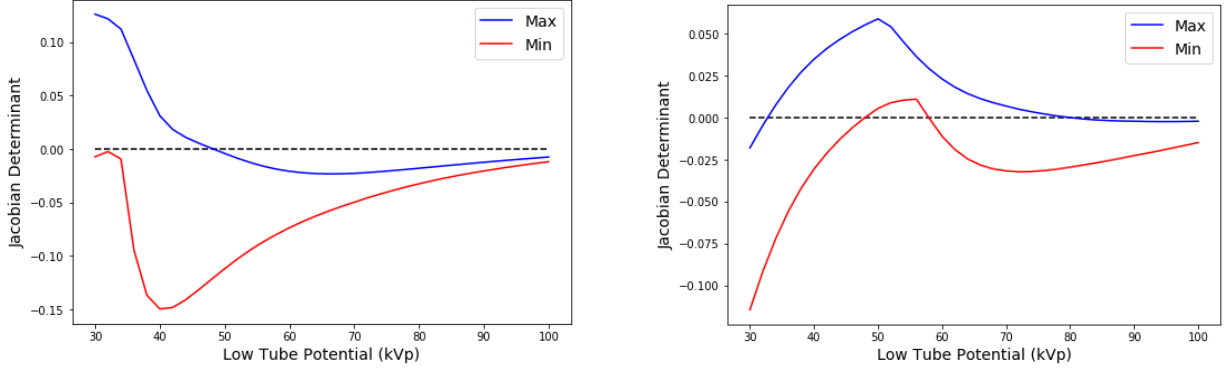 Max
Min
Jacobian Determinant
0.10
0.05
0.00
−0.05
−0.10
−0.15
30 40 50 60 70 80 90 100
Low Tube Potential (kVp)
Max
Min
Jacobian Determinant
0.050
0.025
0.000
−0.025
−0.050
−0.075
−0.100
30 40 50 60 70 80 90 100
Low Tube Potential (kVp)